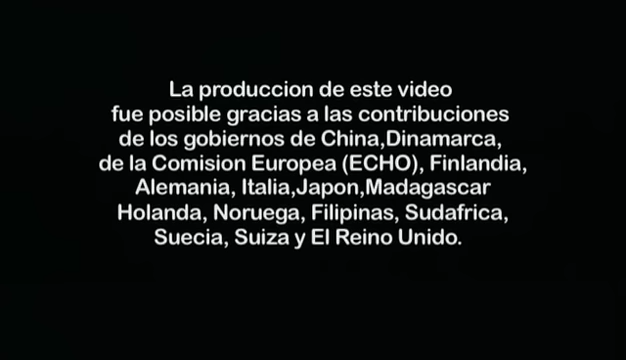 La produccion de este video
fue posible gracias a las contribuciones
de los gobiernos de China,Dinamarca,
de la Comision Europea (ECHO), Finlandia,
Alemania, Italia,Japon,Madagascar
Holanda, Noruega, Filipinas, Sudafrica,
Suecia, Suiza y El Reino Unido.